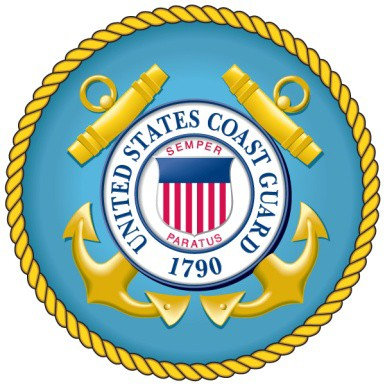 UNITED STATES COAST GUARD
SEMPER
PARATUS
1790